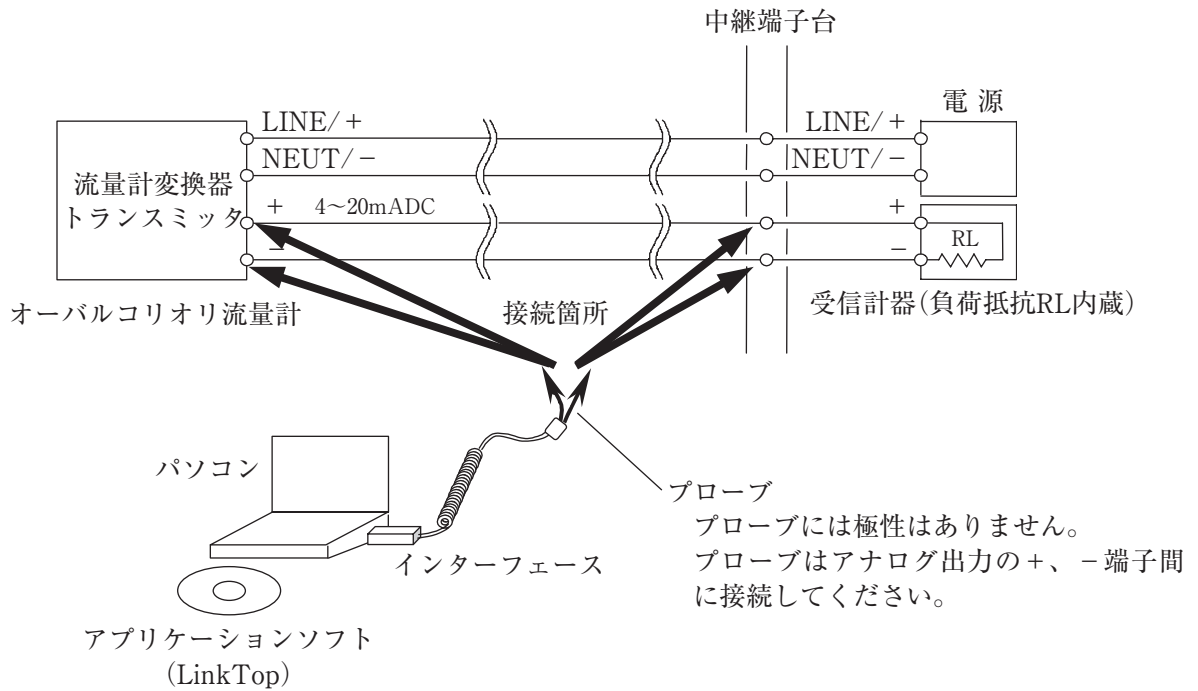 中継端子台
電 源
LINE/+
LINE/+
NEUT/-
NEUT/-
流量計変換器
トランスミッタ
+
4~20mADC
+
-
-
RL
オーバルコリオリ流量計
接続箇所
受信計器(負荷抵抗RL内蔵)
パソコン
プローブ
プローブには極性はありません。
プローブはアナログ出力の+、-端子間
に接続してください。
インターフェース
アプリケーションソフト
(LinkTop)